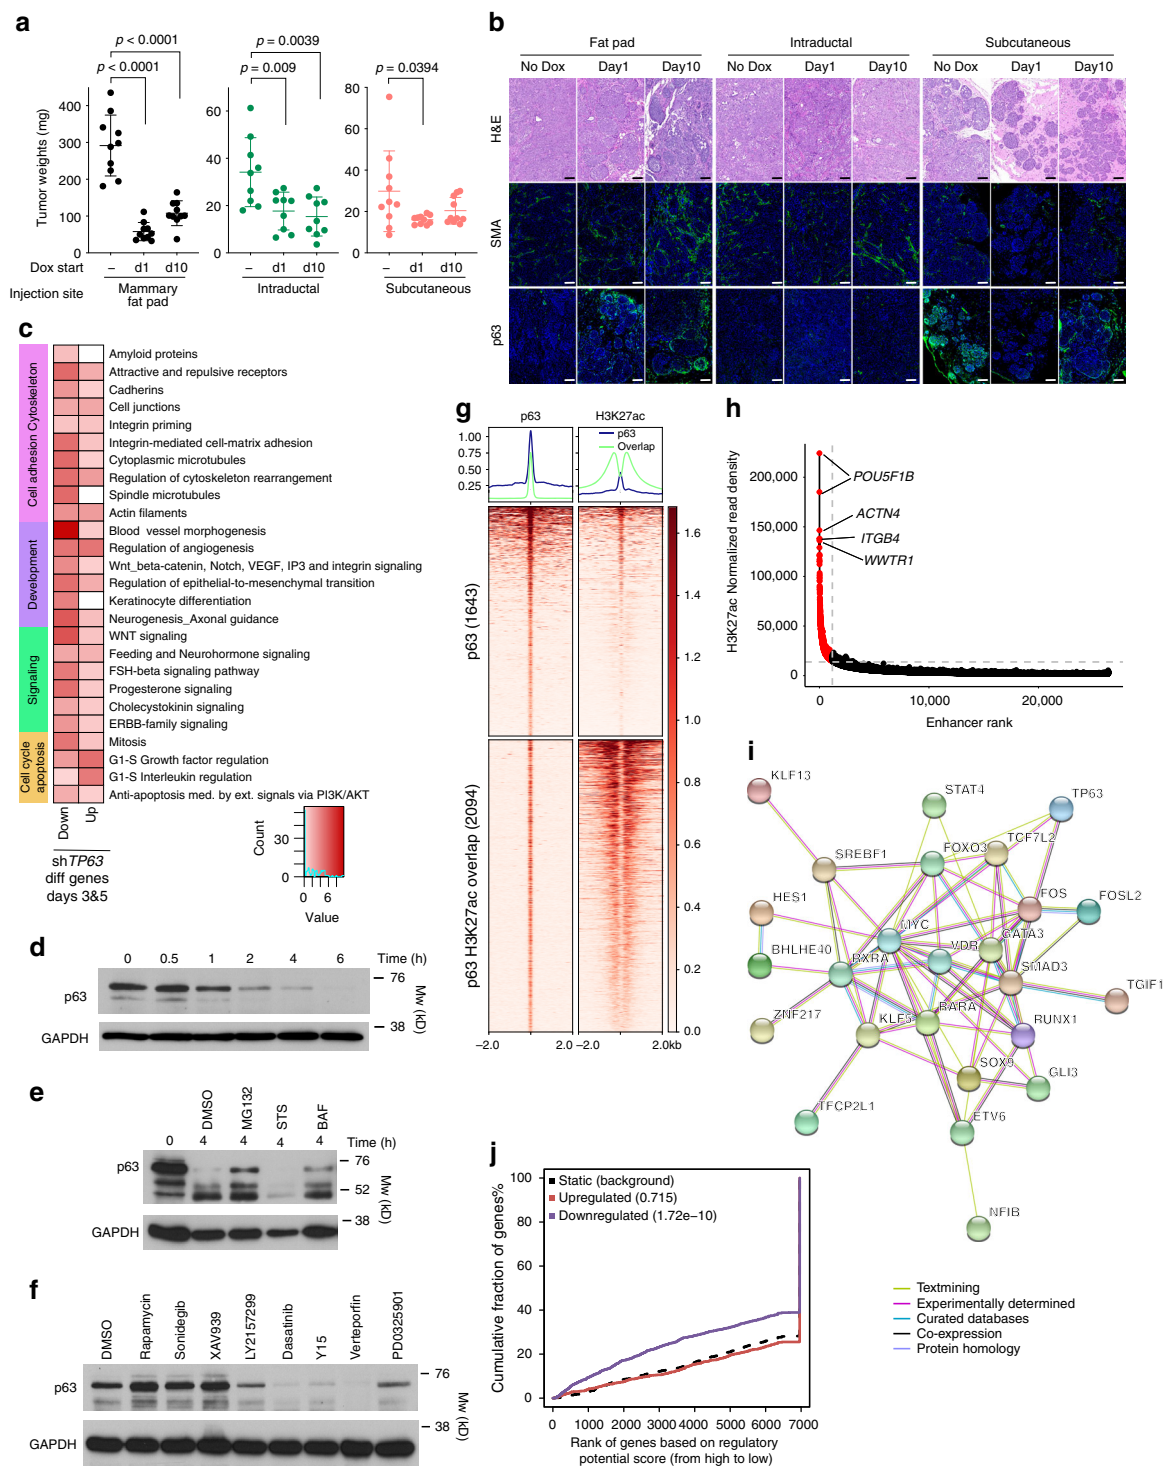 a
p < 0.0001
p < 0.0001
p = 0.0039
p = 0.009
p = 0.0394
Tumor weights (mg)
400
300
200
100
0
60
40
20
0
80
60
40
20
0
Dox start
– d1 d10
– d1 d10
– d1 d10
Injection site
Mammary
fat pad
Intraductal
Subcutaneous
b
Fat pad Intraductal Subcutaneous
No Dox Day1 Day10 No Dox Day1 Day10 No Dox Day1 Day10
H&E
SMA
p63
c
Cell adhesion Cytoskeleton
Development
Signaling
Cell cycle
apoptosis
Amyloid proteins
Attractive and repulsive receptors
Cadherins
Cell junctions
Integrin priming
Integrin-mediated cell-matrix adhesion
Cytoplasmic microtubules
Regulation of cytoskeleton rearrangement
Spindle microtubules
Actin filaments
Blood vessel morphogenesis
Regulation of angiogenesis
Wnt_beta-catenin, Notch, VEGF, IP3 and integrin signaling
Regulation of epithelial-to-mesenchymal transition
Keratinocyte differentiation
Neurogenesis_Axonal guidance
WNT signaling
Feeding and Neurohormone signaling
FSH-beta signaling pathway
Progesterone signaling
Cholecystokinin signaling
ERBB-family signaling
Mitosis
G1-S Growth factor regulation
G1-S Interleukin regulation
Anti-apoptosis med. by ext. signals via PI3K/AKT
Down
Up
shTP63
diff genes
days 3&5
Count
30
0
0 2 6
Value
d
0 0.5 1 2 4 6 Time (h)
p63
GAPDH
– 76
– 38
Mw (kD)
e
DMSO
MG132
STS
BAF
0 4 4 4 4 Time (h)
p63
GAPDH
– 76
– 52
– 38
Mw (kD)
f
DMSO
Rapamycin
Sonidegib
XAV939
LY2157299
Dasatinib
Y15
Verteporfin
PD0325901
p63
GAPDH
– 76
– 38
Mw (kD)
g
p63
H3K27ac
1.00
0.75
0.50
0.25
p63
Overlap
p63 (1643)
p63 H3K27ac overlap (2094)
1.6
1.4
1.2
1.0
0.8
0.6
0.4
0.2
0.0
–2.0 2.0 –2.0 2.0kb
h
H3K27ac Normalized read density
200,000
150,000
100,000
50,000
0
POU5F1B
ACTN4
ITGB4
WWTR1
0 10,000 20,000
Enhancer rank
i
KLF13
STAT4
TP63
TCF7L2
SREBF1
FOXO3
FOS
FOSL2
HES1
MYC
GATA3
VDR
BHLHE40
RXRA
SMAD3
TGIF1
ZNF217
KLF5
RARA
RUNX1
SOX9
GLI3
TFCP2L1
ETV6
NFIB
Textmining
Experimentally determined
Curated databases
Co-expression
Protein homology
j
Cumulative fraction of genes%
100
80
60
40
20
0
Static (background)
Upregulated (0.715)
Downregulated (1.72e–10)
0 1000 2000 3000 4000 5000 6000 7000
Rank of genes based on regulatory
potential score (from high to low)